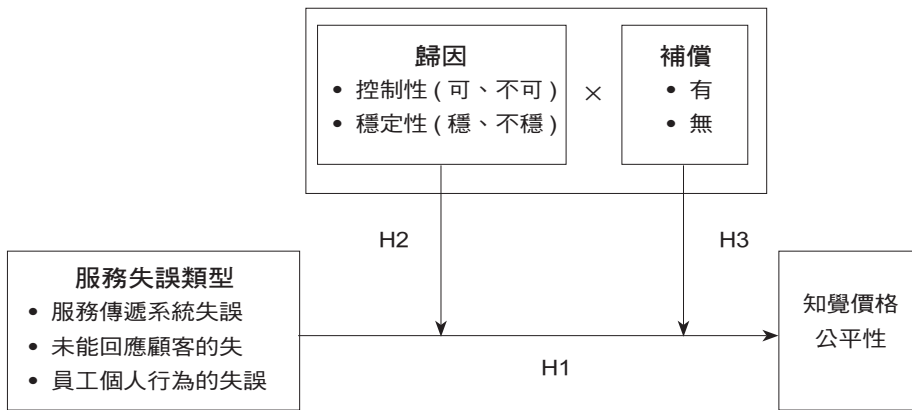 歸因
• 控制性 ( 可、不可 )
• 穩定性 ( 穩、不穩 )
×
補償
• 有
• 無
H2
H3
服務失誤類型
• 服務傳遞系統失誤
• 未能回應顧客的失
• 員工個人行為的失誤
H1
知覺價格
公平性